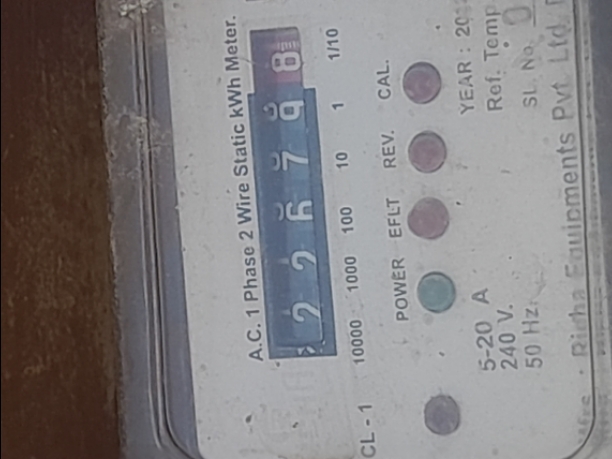 A.C. 1 Phase 2 Wire Static kWh Meter.
2 2 6 7 9 8
10000 1000 100 10 1 1/10
CL - 1 POWER EFLT REV. CAL.
5-20 A YEAR : 20
240 V. Ref. Temp
50 Hz. SL. No.
Equipments Pvt. Ltd.